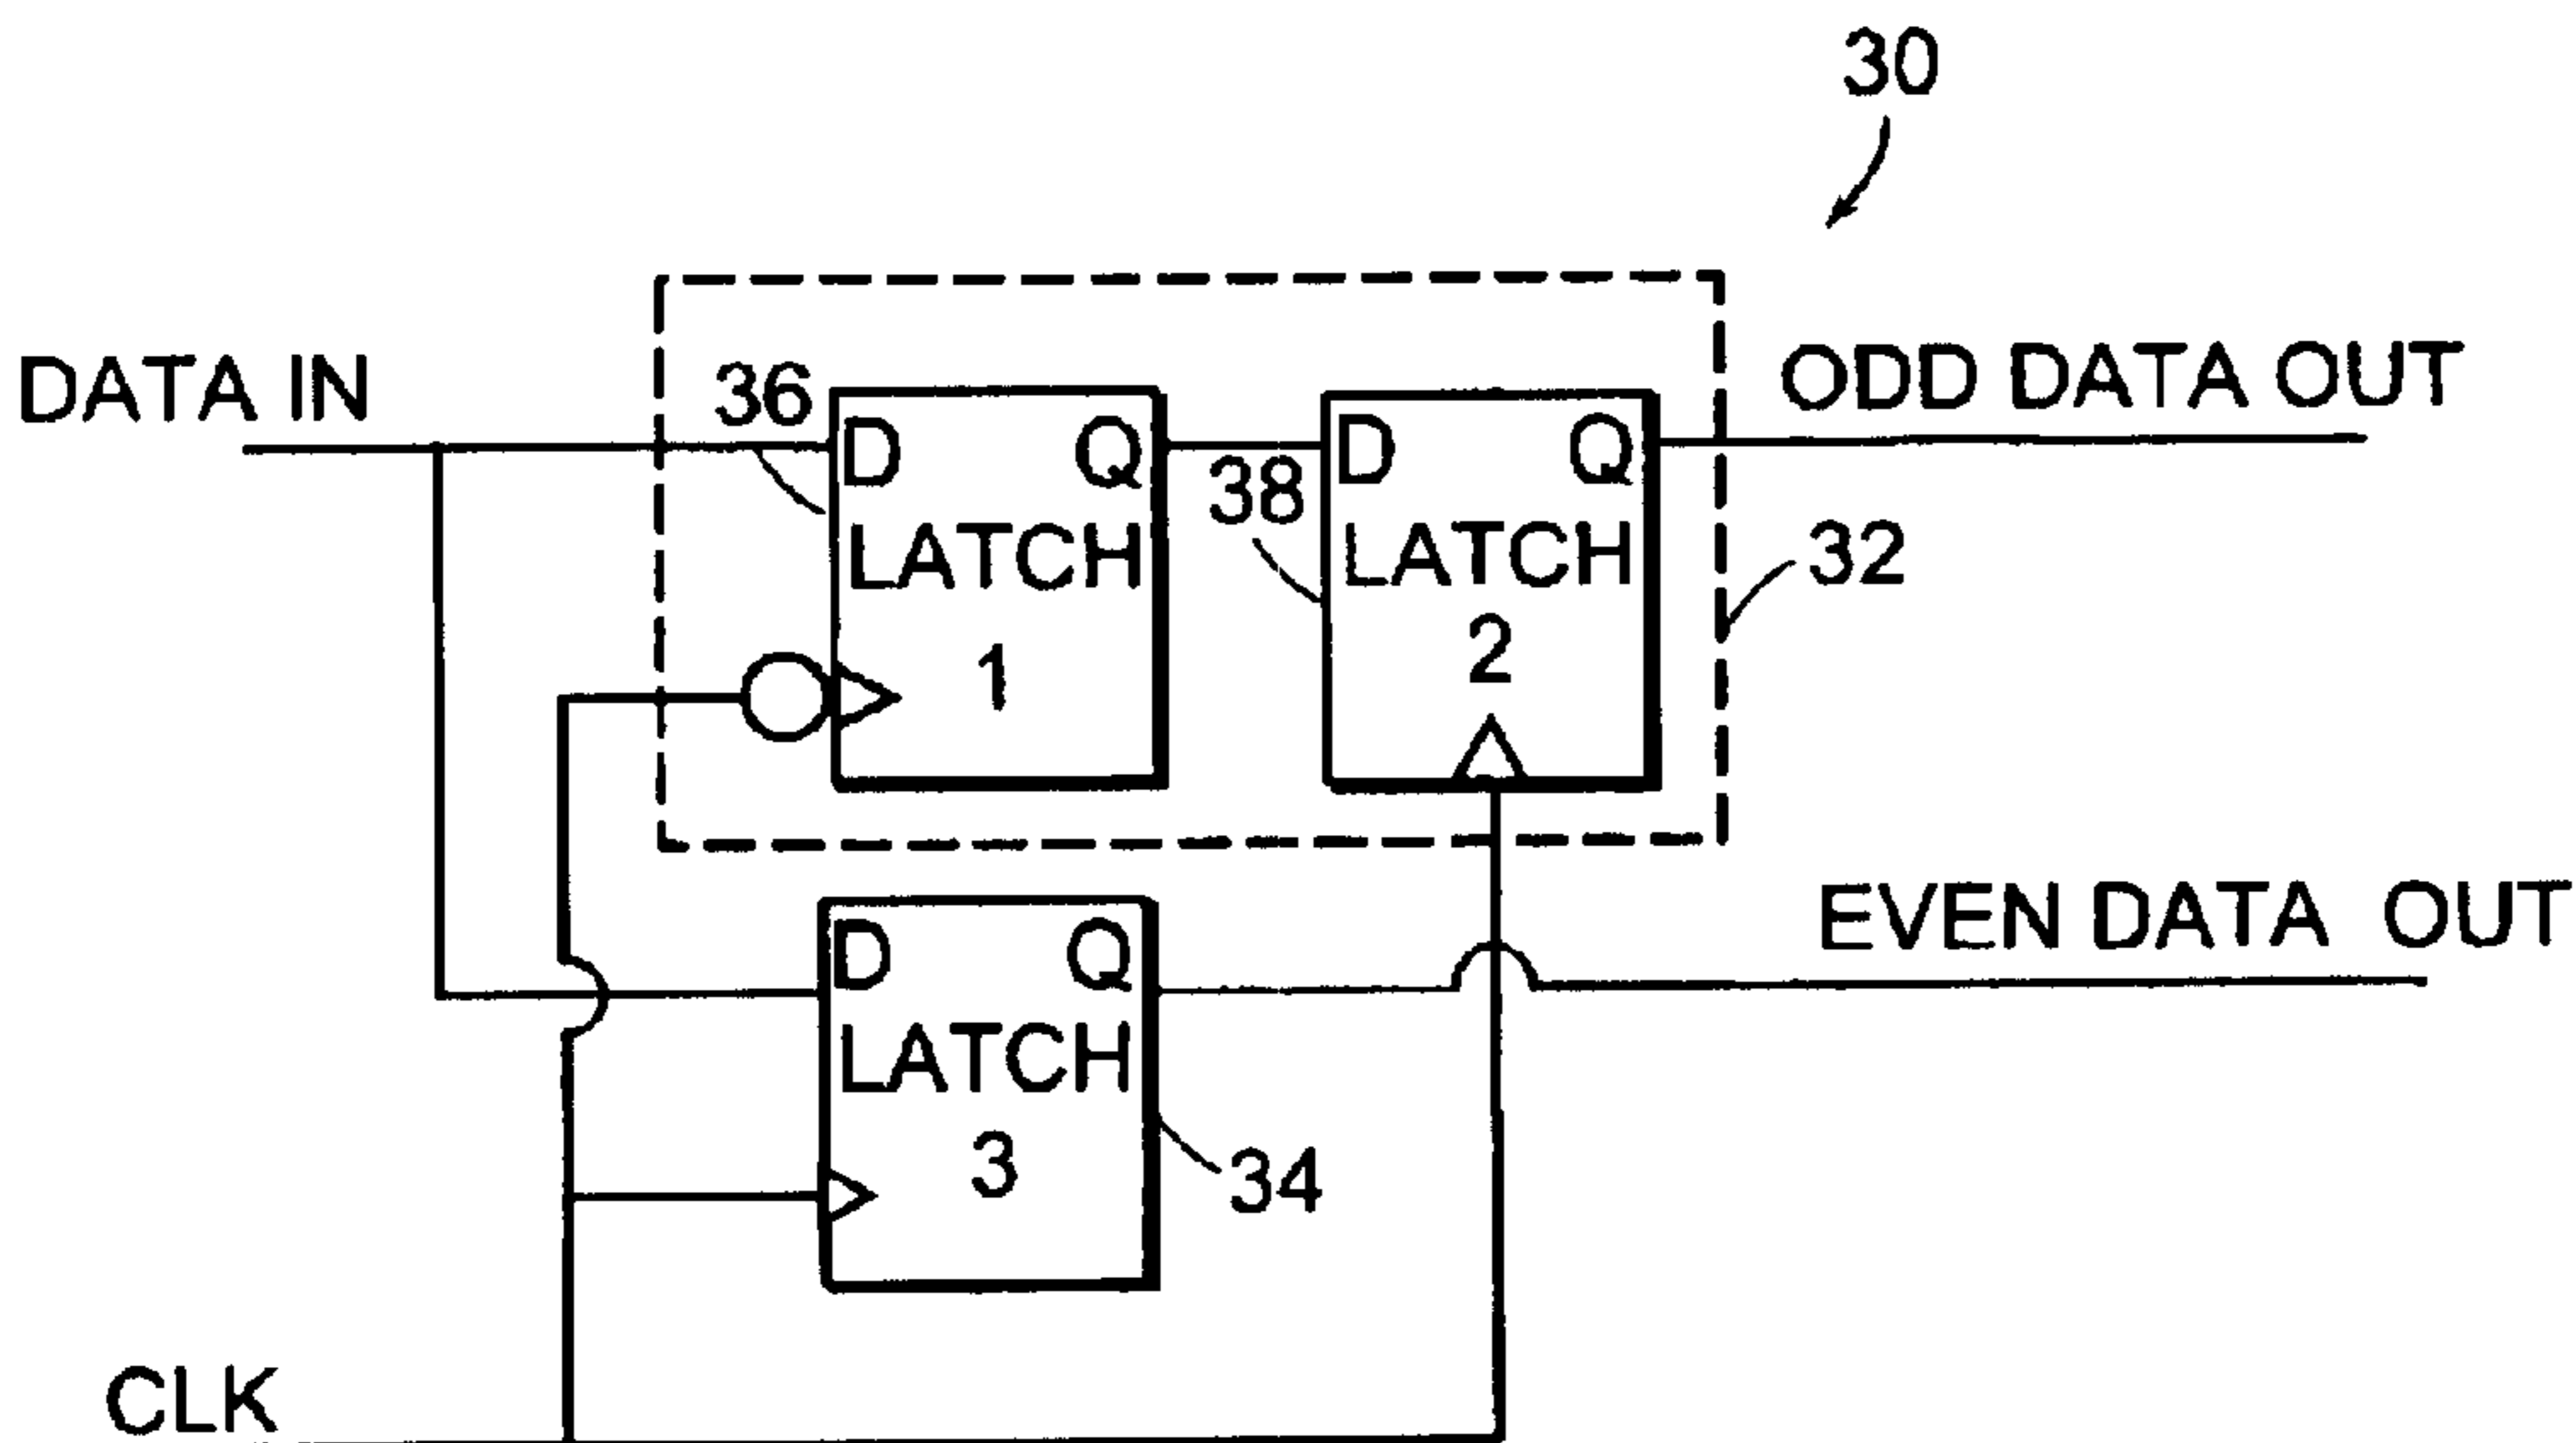 30
DATA IN
36
D
Q
LATCH
1
38
D
Q
LATCH
2
ODD DATA OUT
32
D
Q
LATCH
3
34
EVEN DATA OUT
CLK